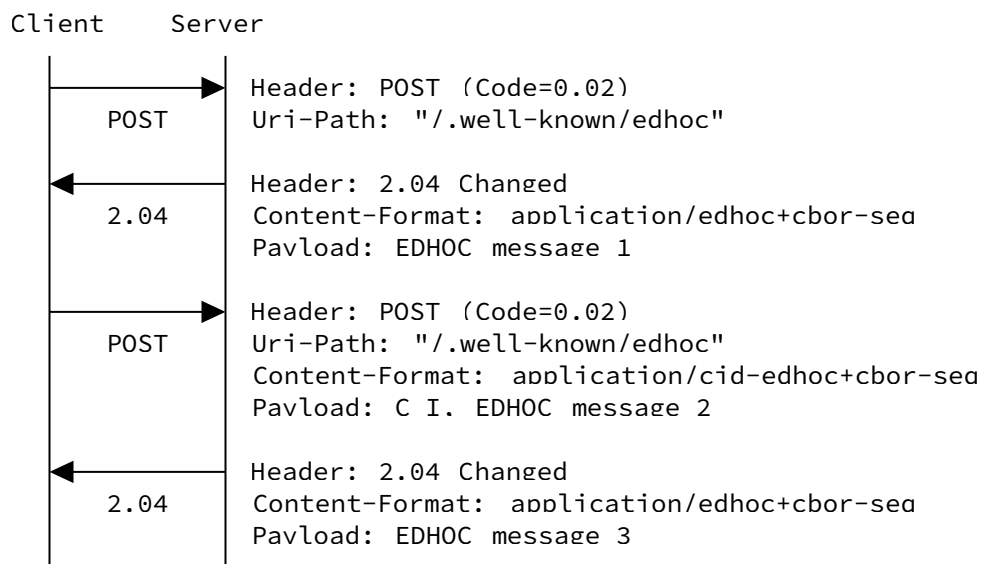 Client Server
Header: POST (Code=0.02)
POST Uri-Path: "/.well-known/edhoc"
Header: 2.04 Changed
2.04 Content-Format: application/edhoc+cbor-seq
Payload: EDHOC message 1
Header: POST (Code=0.02)
POST Uri-Path: "/.well-known/edhoc"
Content-Format: application/cid-edhoc+cbor-seq
Payload: C I, EDHOC message 2
Header: 2.04 Changed
2.04 Content-Format: application/edhoc+cbor-seq
Payload: EDHOC message 3